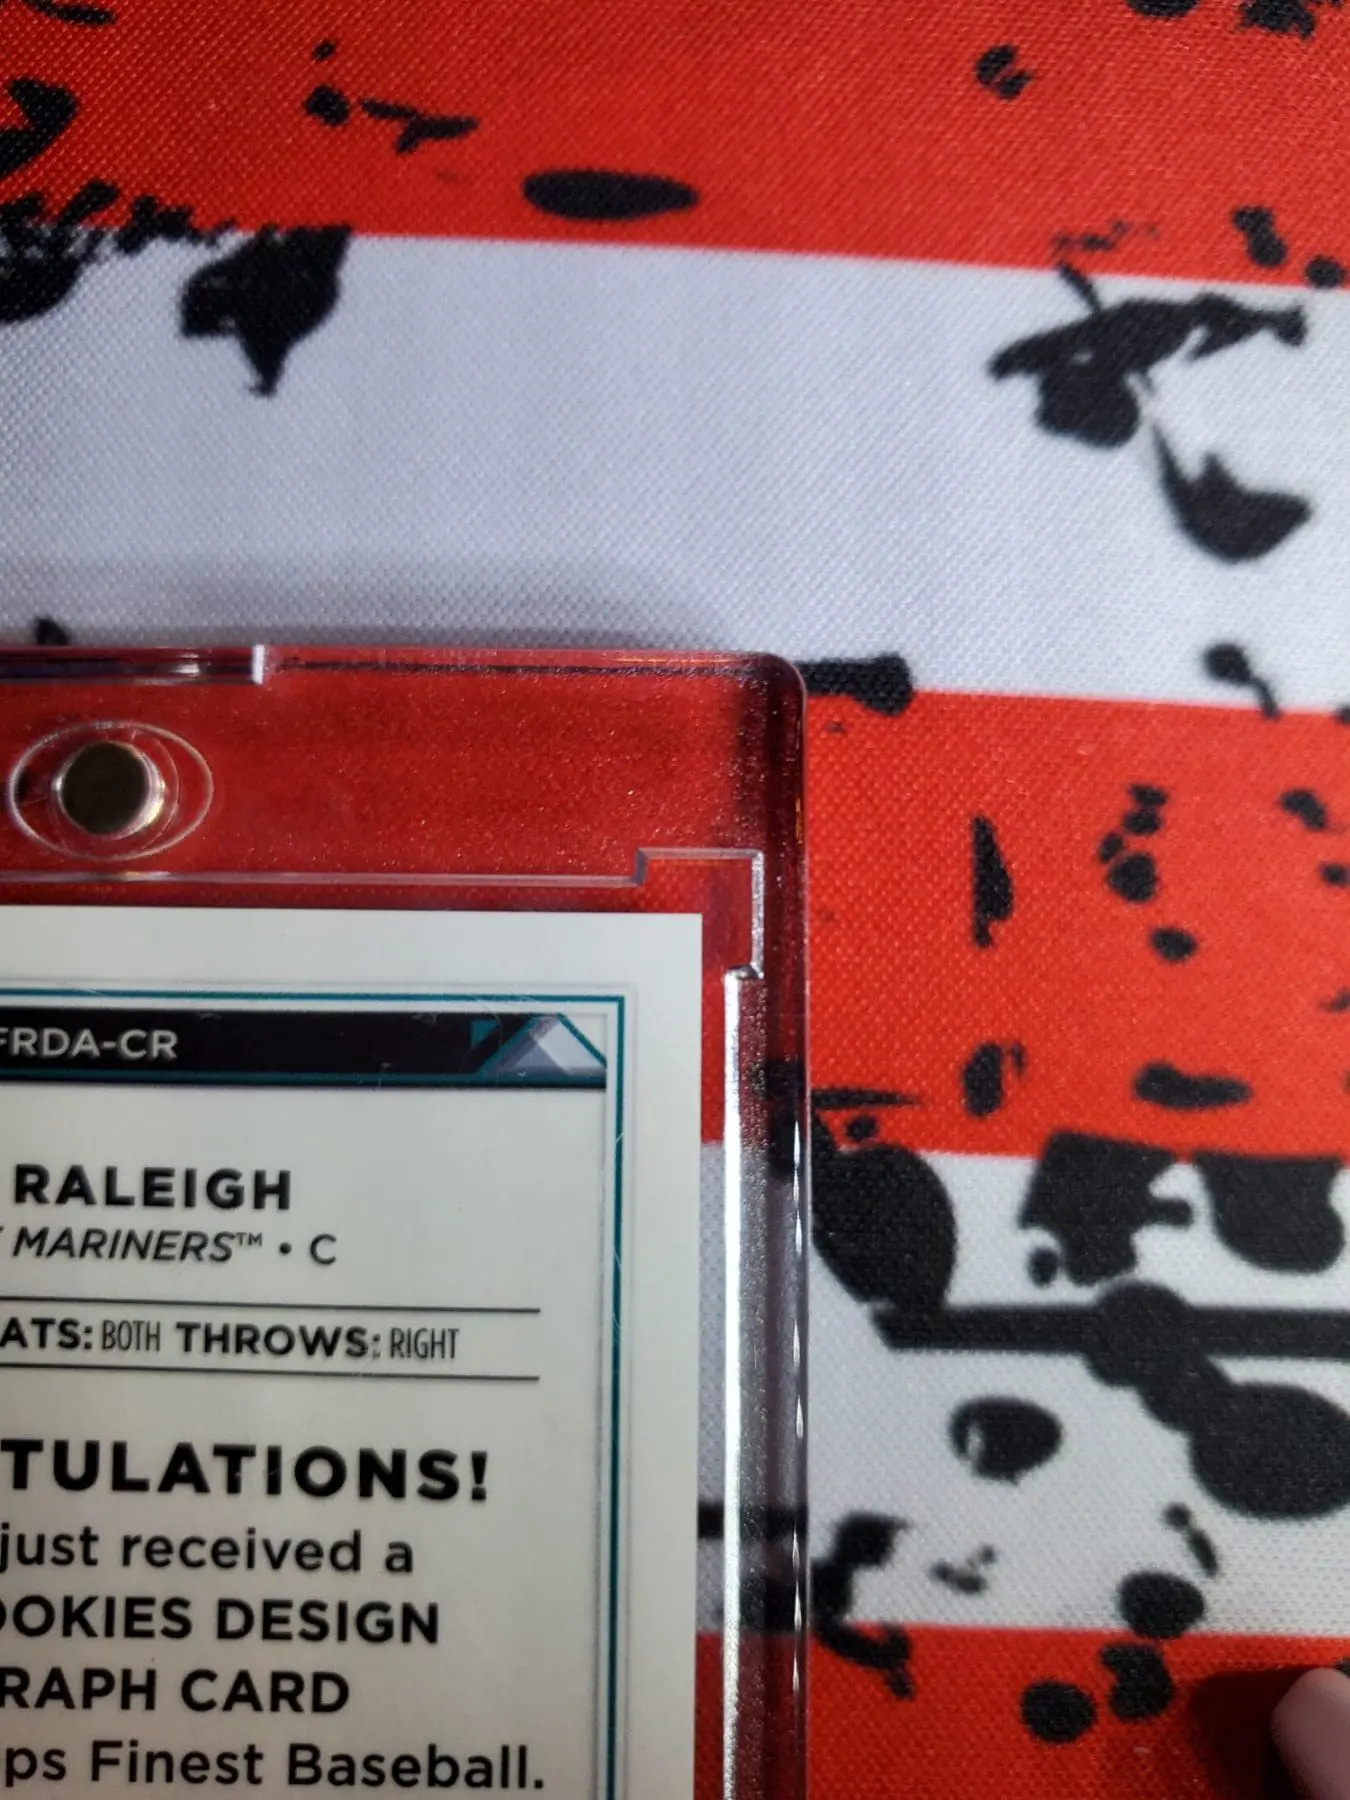 FRDA-CR
RALEIGH
MARINERS™ • C
ATS: BOTH THROWS: RIGHT
TULATIONS!
just received a
OOKIES DESIGN
RAPH CARD
ps Finest Baseball.